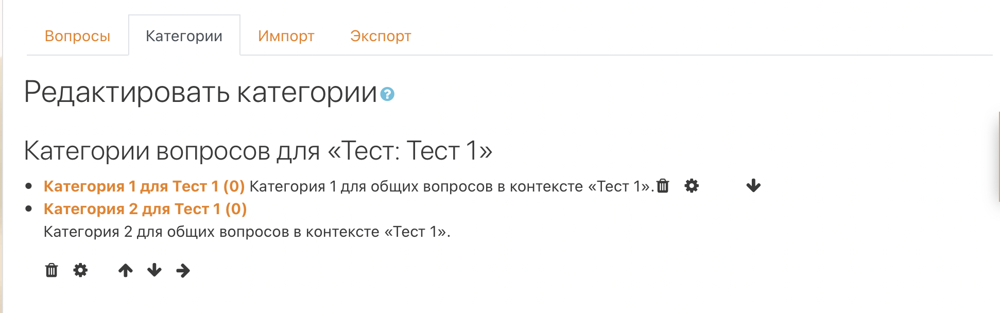 Вопросы Категории Импорт Экспорт
Редактировать категории
Категории вопросов для «Тест: Тест 1»
Категория 1 для Тест 1 (0) Категория 1 для общих вопросов в контексте «Тест 1».
Категория 2 для Тест 1 (0)
Категория 2 для общих вопросов в контексте «Тест 1».